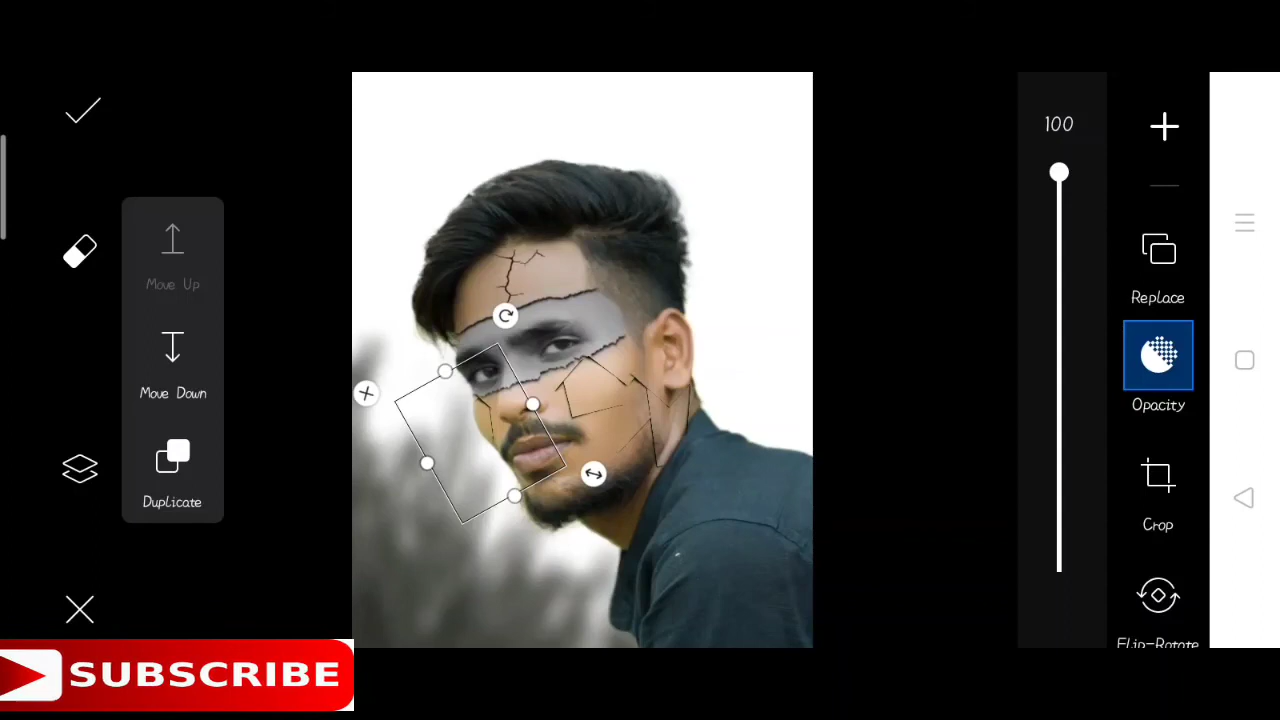 100
Move Up
Replace
Move Down
Opacity
Duplicate
Crop
Flip-Rotate
SUBSCRIBE